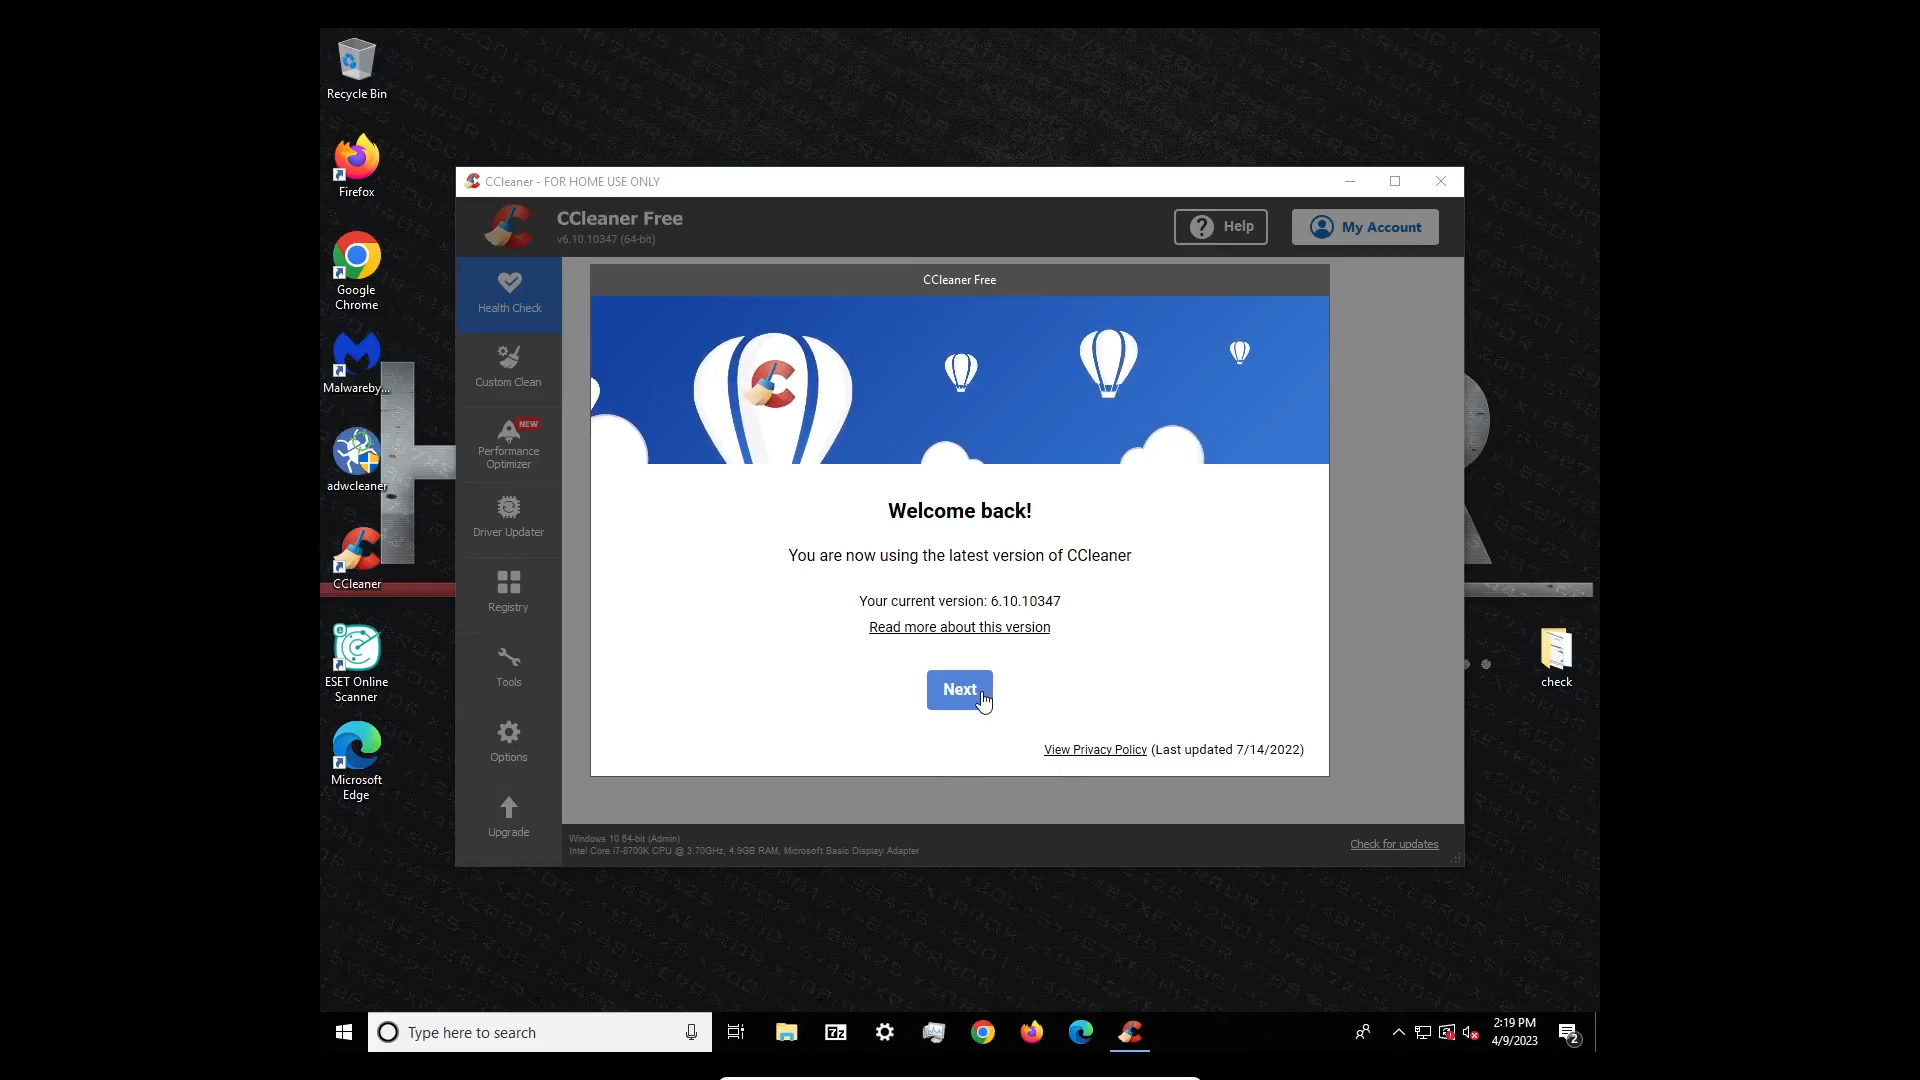 Recycle Bin
Firefox
Google
Chrome
Malwareby...
adwcleaner
CCleaner
ESET Online
Scanner
Microsoft
Edge
CCleaner - FOR HOME USE ONLY
CCleaner Free
v6.10.10347 (64-bit)
Help
My Account
Health Check
Custom Clean
NEW
Performance
Optimizer
Driver Updater
Registry
Tools
Options
Upgrade
CCleaner Free
Welcome back!
You are now using the latest version of CCleaner
Your current version: 6.10.10347
Read more about this version
Next
View Privacy Policy (Last updated 7/14/2022)
Windows 10 64-bit (Admin)
Intel Core i7-8700K CPU @ 3.70GHz, 4.9GB RAM, Microsoft Basic Display Adapter
Check for updates
check
Type here to search
7z
2:19 PM
4/9/2023
2